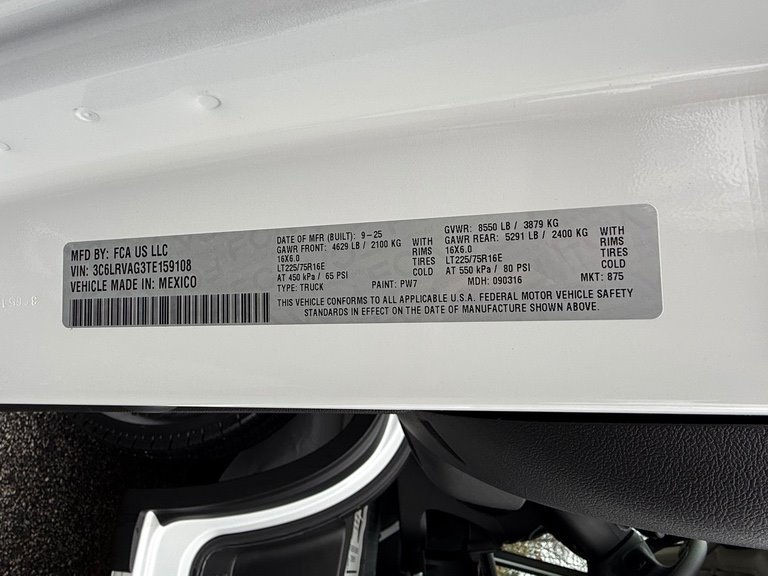 MFD BY: FCA US LLC
VIN: 3C6LRVAG3TE159108
VEHICLE MADE IN: MEXICO
DATE OF MFR (BUILT): 9-25
GAWR FRONT: 4629 LB / 2100 KG WITH
16X6.0 RIMS
LT225/75R16E TIRES
AT 450 kPa / 65 PSI COLD
TYPE: TRUCK PAINT: PW7
GVWR: 8550 LB / 3879 KG
GAWR REAR: 5291 LB / 2400 KG WITH
16X6.0 RIMS
LT225/75R16E TIRES
AT 550 kPa / 80 PSI COLD
MDH: 090316 MKT: 875
THIS VEHICLE CONFORMS TO ALL APPLICABLE U.S.A. FEDERAL MOTOR VEHICLE SAFETY
STANDARDS IN EFFECT ON THE DATE OF MANUFACTURE SHOWN ABOVE.